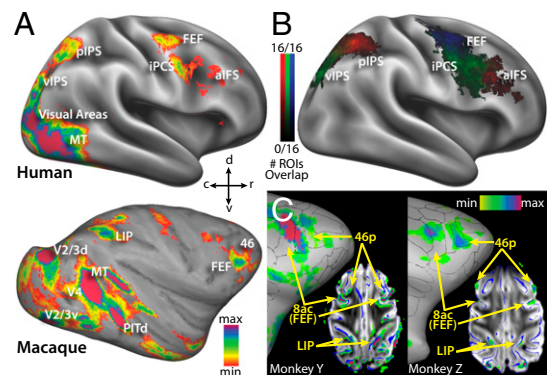 A
B
FEF
FEF
pIPS
iPCS
aIFS
vIPS
16/16
pIPS
iPCS
aIFS
vIPS
Visual Areas
MT
0/16
# ROIs
Overlap
Human
d
c
r
v
C
min
max
LIP
46
46p
46p
V2/3d
MT
FEF
V4
8ac
(FEF)
8ac
(FEF)
V2/3v
PITd
max
LIP
LIP
Macaque
min
Monkey Y
Monkey Z